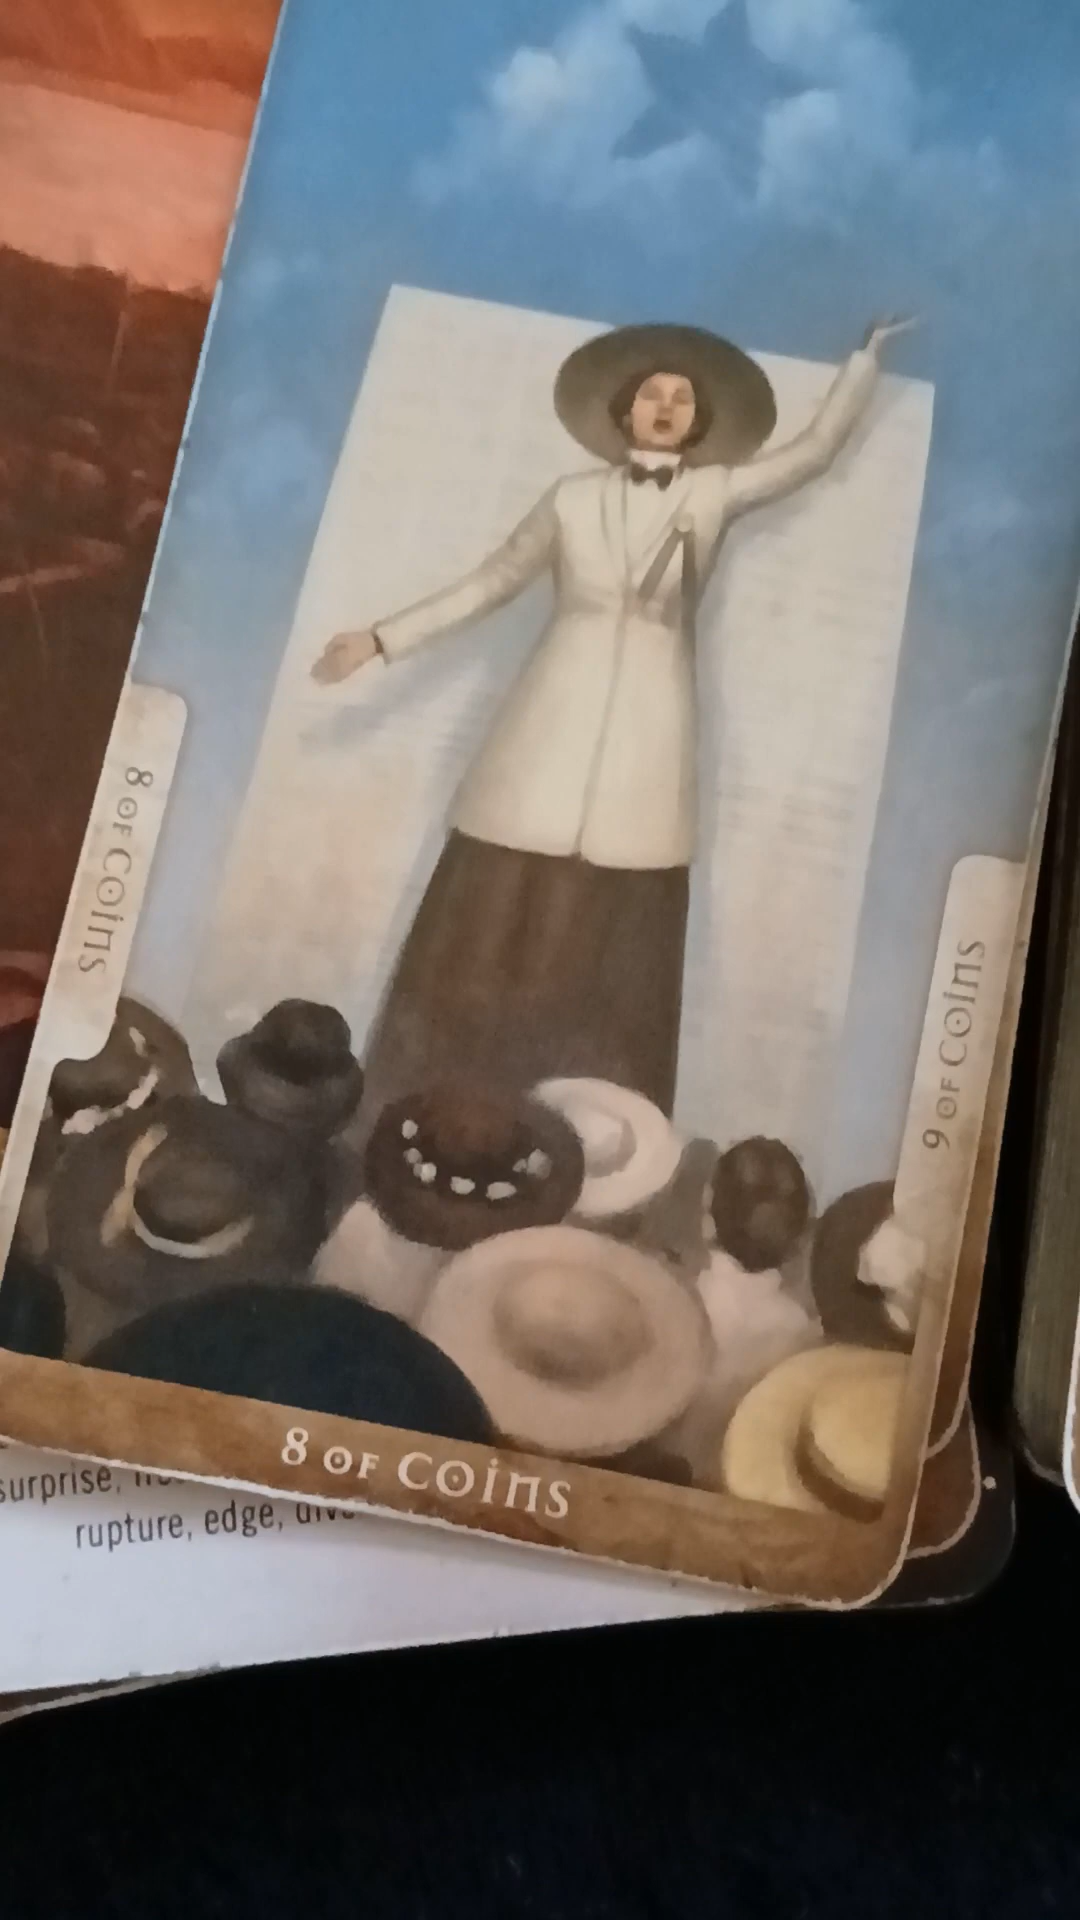 8 OF COINS
9 OF COINS
8 OF COINS
surprise,
rupture, edge,